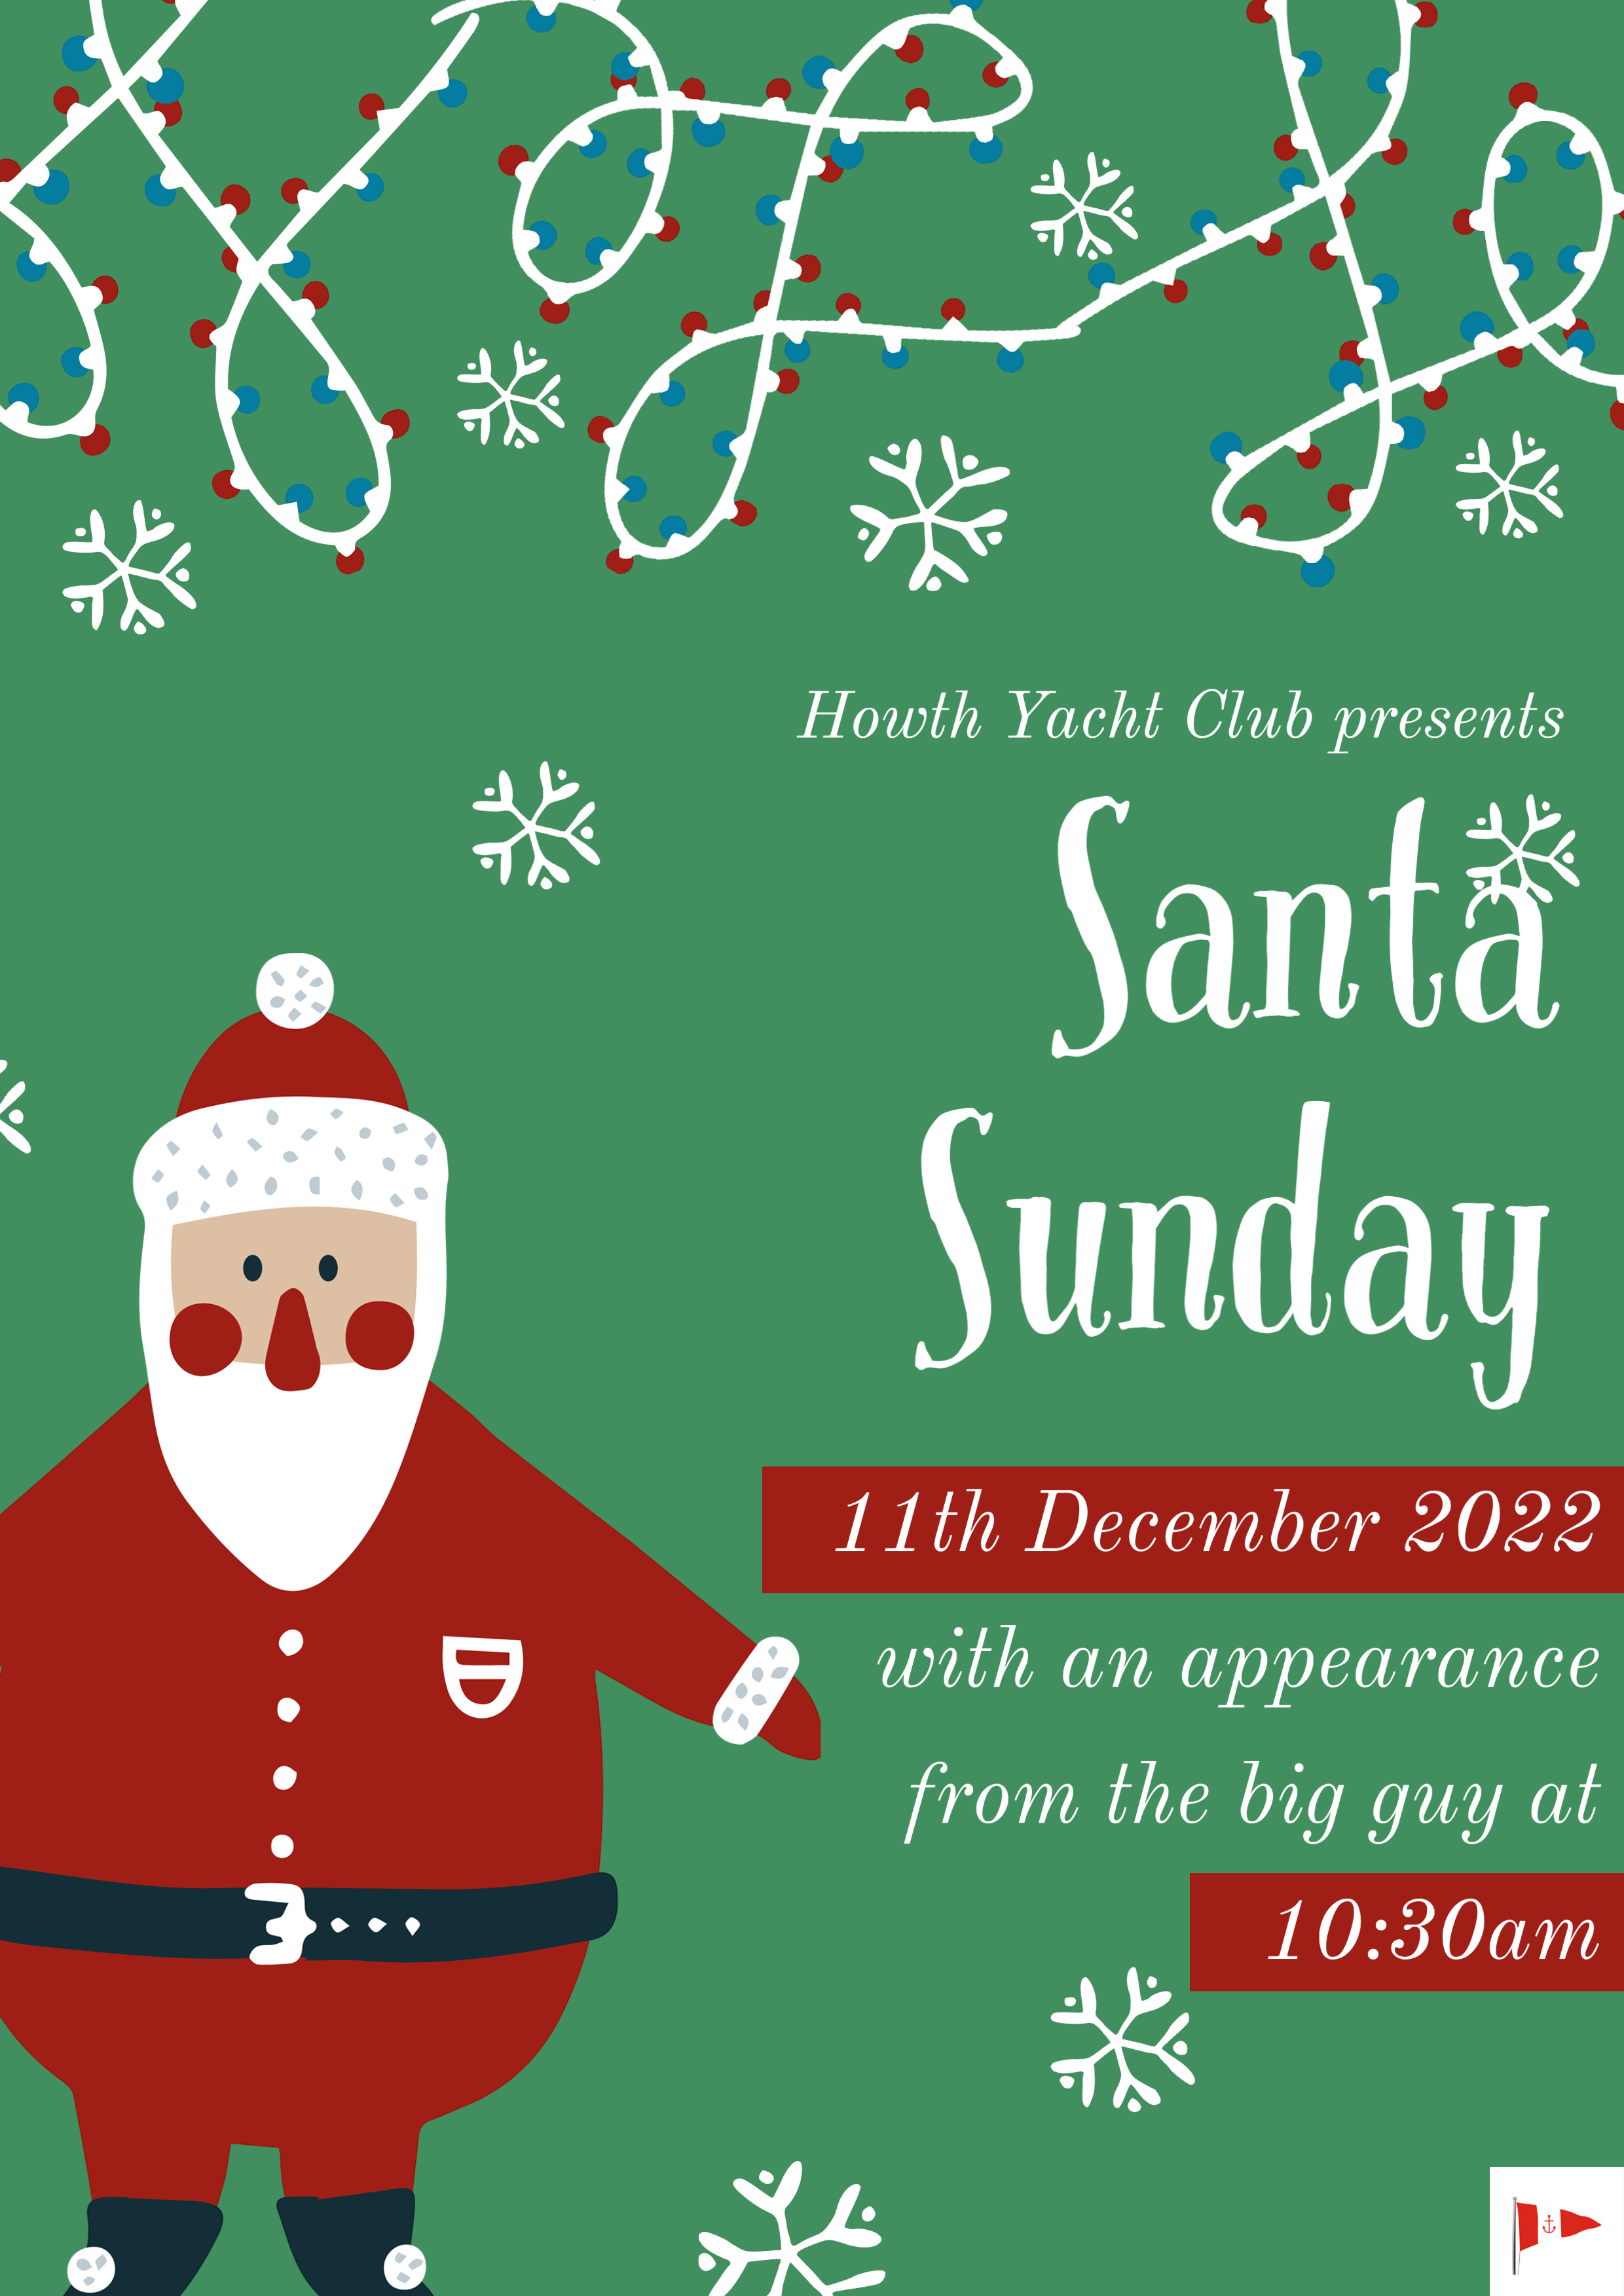 Howth Yacht Club presents
Santa
Sunday
11th December 2022
with an appearance
from the big guy at
10:30am